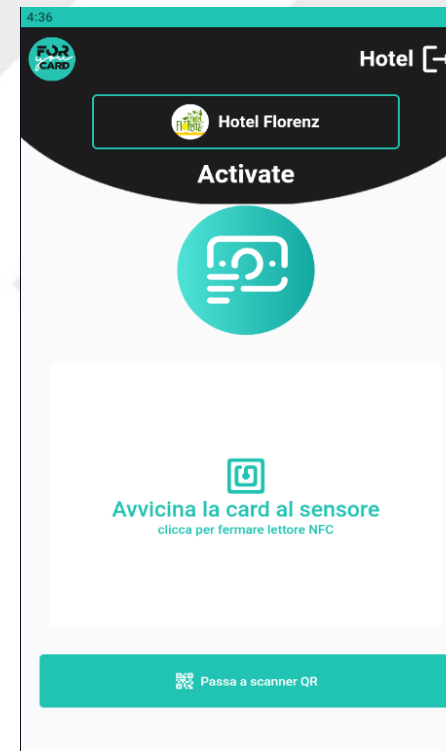 4:36
FOR
you
CARD
Hotel
Hotel Florenz
Activate
Avvicina la card al sensore
clicca per fermare lettore NFC
Passa a scanner QR